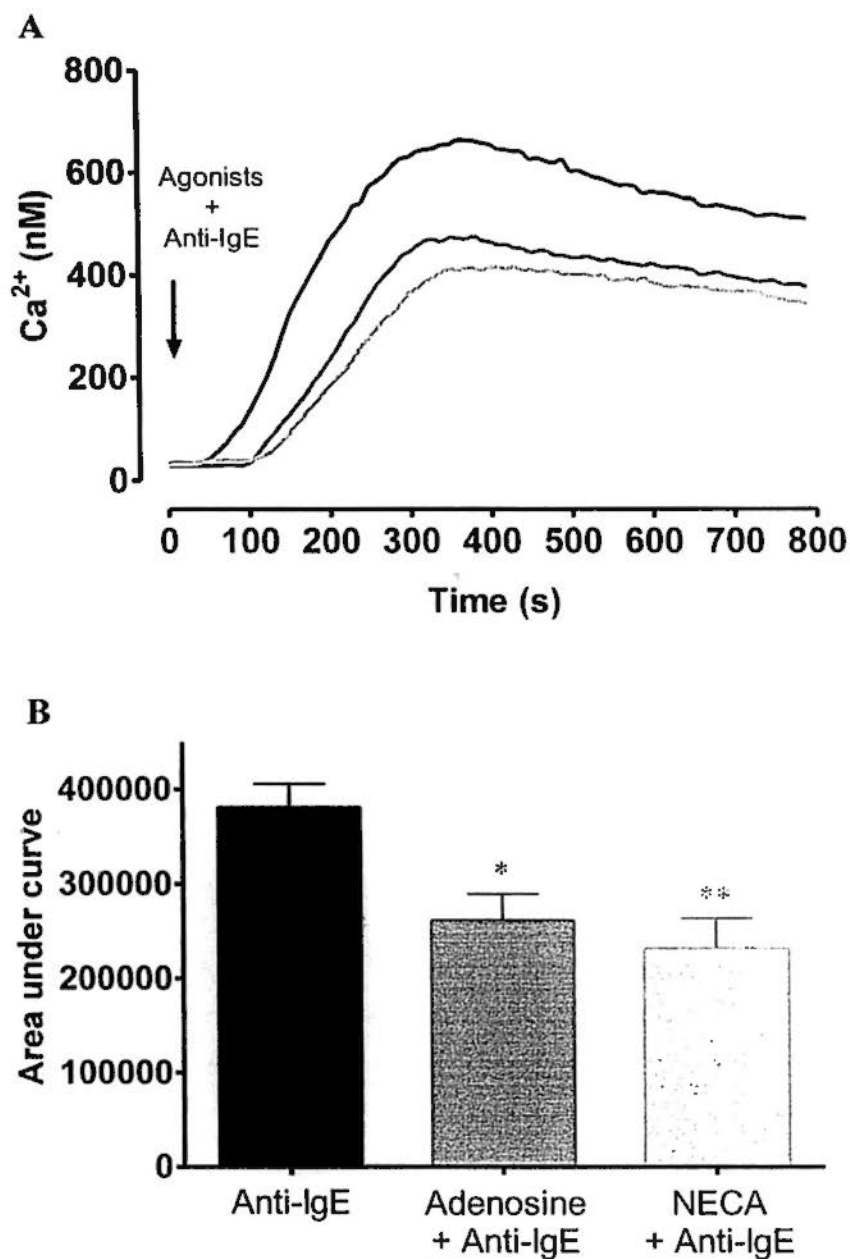 A
800
600
400
200
0
Ca2+ (nM)
Agonists
+
Anti-IgE
0 100 200 300 400 500 600 700 800
Time (s)
B
400000
300000
200000
100000
0
Area under curve
*
**
Anti-IgE
Adenosine
+ Anti-IgE
NECA
+ Anti-IgE